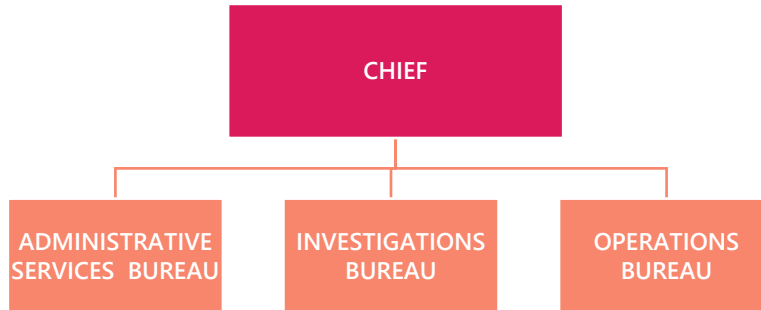 CHIEF
ADMINISTRATIVE
SERVICES BUREAU
INVESTIGATIONS
BUREAU
OPERATIONS
BUREAU